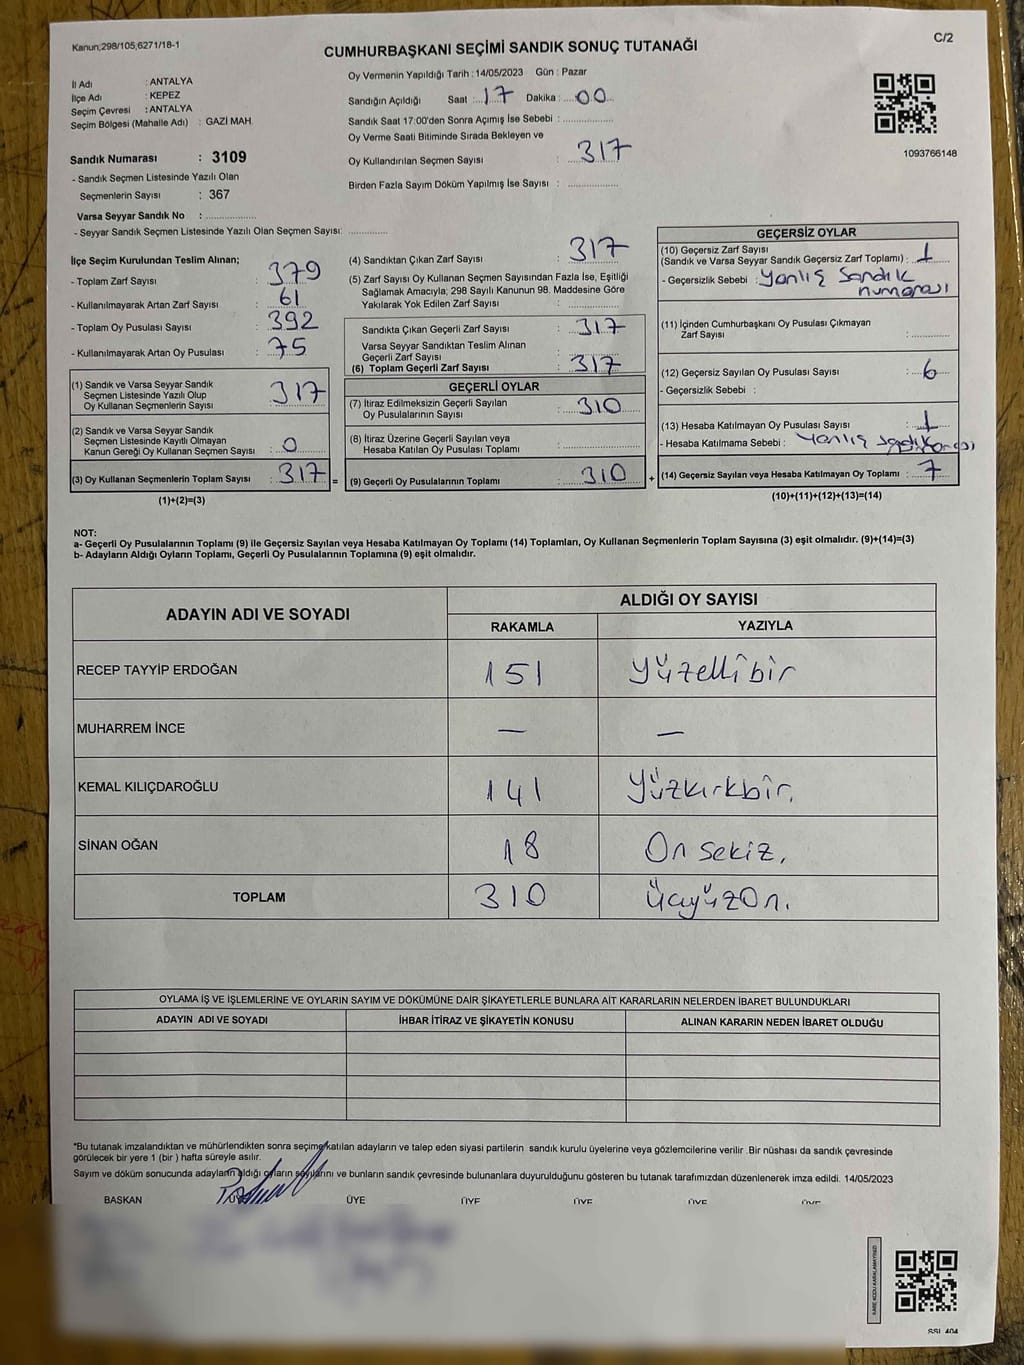 Kanun;298/105;6271/18-1
C/2
CUMHURBAŞKANI SEÇİMİ SANDIK SONUÇ TUTANAĞI
İl Adı : ANTALYA
İlçe Adı : KEPEZ
Seçim Çevresi : ANTALYA
Seçim Bölgesi (Mahalle Adı) : GAZİ MAH.
Sandık Numarası : 3109
- Sandık Seçmen Listesinde Yazılı Olan
Seçmenlerin Sayısı : 367
Varsa Seyyar Sandık No : ................
- Seyyar Sandık Seçmen Listesinde Yazılı Olan Seçmen Sayısı: ............
Oy Vermenin Yapıldığı Tarih : 14/05/2023 Gün : Pazar
Sandığın Açıldığı Saat : 17 Dakika : 00
Sandık Saat 17:00'den Sonra Açımış İse Sebebi : ................
Oy Verme Saati Bitiminde Sırada Bekleyen ve
Oy Kullandırılan Seçmen Sayısı : 317
Birden Fazla Sayım Döküm Yapılmış İse Sayısı : ................
1093766148
İlçe Seçim Kurulundan Teslim Alınan;
- Toplam Zarf Sayısı : 379
- Kullanılmayarak Artan Zarf Sayısı : 61
- Toplam Oy Pusulası Sayısı : 392
- Kullanılmayarak Artan Oy Pusulası : 75
(1) Sandık ve Varsa Seyyar Sandık
Seçmen Listesinde Yazılı Olup
Oy Kullanan Seçmenlerin Sayısı : 317
(2) Sandık ve Varsa Seyyar Sandık
Seçmen Listesinde Kayıtlı Olmayan
Kanun Gereği Oy Kullanan Seçmen Sayısı : 0
(3) Oy Kullanan Seçmenlerin Toplam Sayısı : 317 =
(1)+(2)=(3)
(4) Sandıktan Çıkan Zarf Sayısı : 317
(5) Zarf Sayısı Oy Kullanan Seçmen Sayısından Fazla İse, Eşitliği
Sağlamak Amacıyla, 298 Sayılı Kanunun 98. Maddesine Göre
Yakılarak Yok Edilen Zarf Sayısı : ................
Sandıkta Çıkan Geçerli Zarf Sayısı : 317
Varsa Seyyar Sandıktan Teslim Alınan
Geçerli Zarf Sayısı : ................
(6) Toplam Geçerli Zarf Sayısı : 317
GEÇERLİ OYLAR
(7) İtiraz Edilmeksizin Geçerli Sayılan
Oy Pusulalarının Sayısı : 310
(8) İtiraz Üzerine Geçerli Sayılan veya
Hesaba Katılan Oy Pusulası Toplamı : ................
(9) Geçerli Oy Pusulalarının Toplamı : 310 +
GEÇERSİZ OYLAR
(10) Geçersiz Zarf Sayısı
(Sandık ve Varsa Seyyar Sandık Geçersiz Zarf Toplamı) : 1
- Geçersizlik Sebebi : Yanlış sandık
numarası
(11) İçinden Cumhurbaşkanı Oy Pusulası Çıkmayan
Zarf Sayısı : ............
(12) Geçersiz Sayılan Oy Pusulası Sayısı : 6
- Geçersizlik Sebebi :
(13) Hesaba Katılmayan Oy Pusulası Sayısı : 1
- Hesaba Katılmama Sebebi : Yanlış
(14) Geçersiz Sayılan veya Hesaba Katılmayan Oy Toplamı : 7
(10)+(11)+(12)+(13)=(14)
NOT:
a- Geçerli Oy Pusulalarının Toplamı (9) ile Geçersiz Sayılan veya Hesaba Katılmayan Oy Toplamı (14) Toplamları, Oy Kullanan Seçmenlerin Toplam Sayısına (3) eşit olmalıdır. (9)+(14)=(3)
b- Adayların Aldığı Oyların Toplamı, Geçerli Oy Pusulalarının Toplamına (9) eşit olmalıdır.
ADAYIN ADI VE SOYADI
ALDIĞI OY SAYISI
RAKAMLA YAZIYLA
RECEP TAYYİP ERDOĞAN 151 Yüzellibir
MUHARREM İNCE — —
KEMAL KILIÇDAROĞLU 141 Yüzkırkbir.
SİNAN OĞAN 18 On sekiz.
TOPLAM 310 ÜçyüzOn.
OYLAMA İŞ VE İŞLEMLERİNE VE OYLARIN SAYIM VE DÖKÜMÜNE DAİR ŞİKAYETLERLE BUNLARA AİT KARARLARIN NELERDEN İBARET BULUNDUKLARI
ADAYIN ADI VE SOYADI İHBAR İTİRAZ VE ŞİKAYETİN KONUSU ALINAN KARARIN NEDEN İBARET OLDUĞU
*Bu tutanak imzalandıktan ve mühürlendikten sonra seçime katılan adayların ve talep eden siyasi partilerin sandık kurulu üyelerine veya gözlemcilerine verilir .Bir nüshası da sandık çevresinde
görülecek bir yere 1 (bir ) hafta süreyle asılır.
Sayım ve döküm sonucunda adayların aldığı oyların sayılarını ve bunların sandık çevresinde bulunanlara duyurulduğunu gösteren bu tutanak tarafımızdan düzenlenerek imza edildi. 14/05/2023
BAŞKAN ÜYE ÜYE ÜYE ÜYE ÜYE
KARE KODU KARALAMAYINIZ!
SSI 404